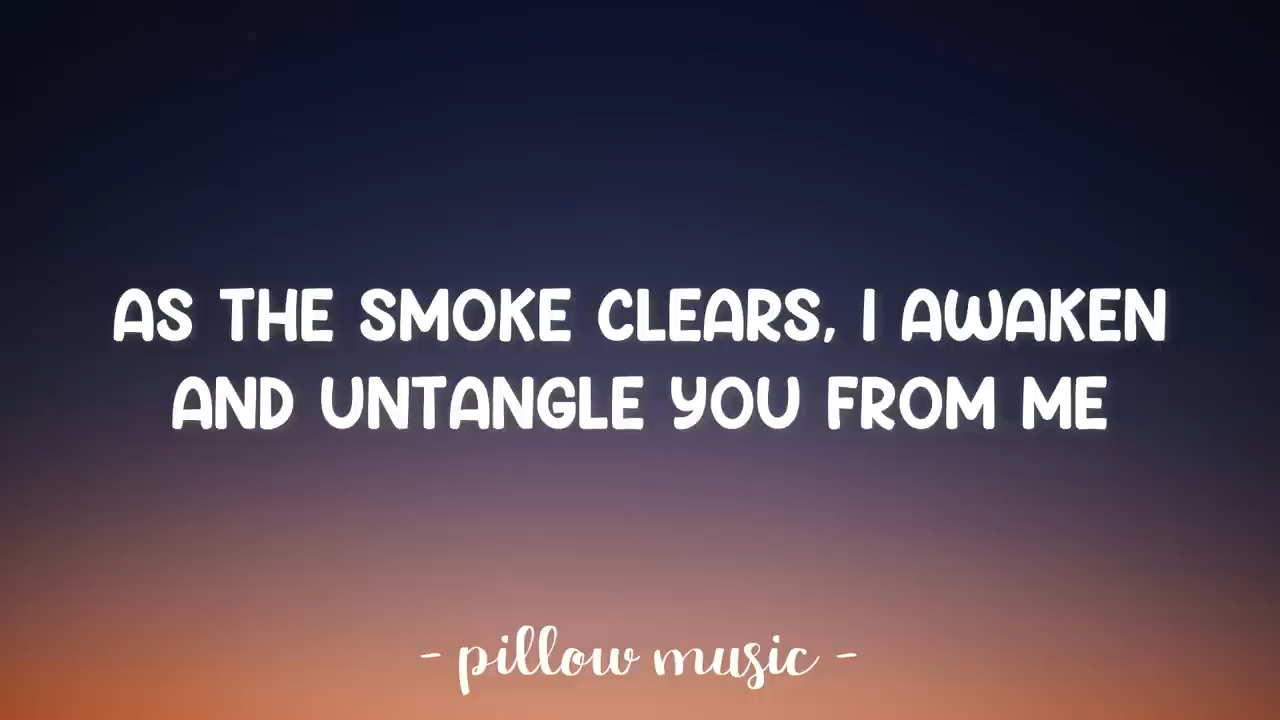 AS THE SMOKE CLEARS, I AWAKEN
AND UNTANGLE YOU FROM ME
- pillow music -